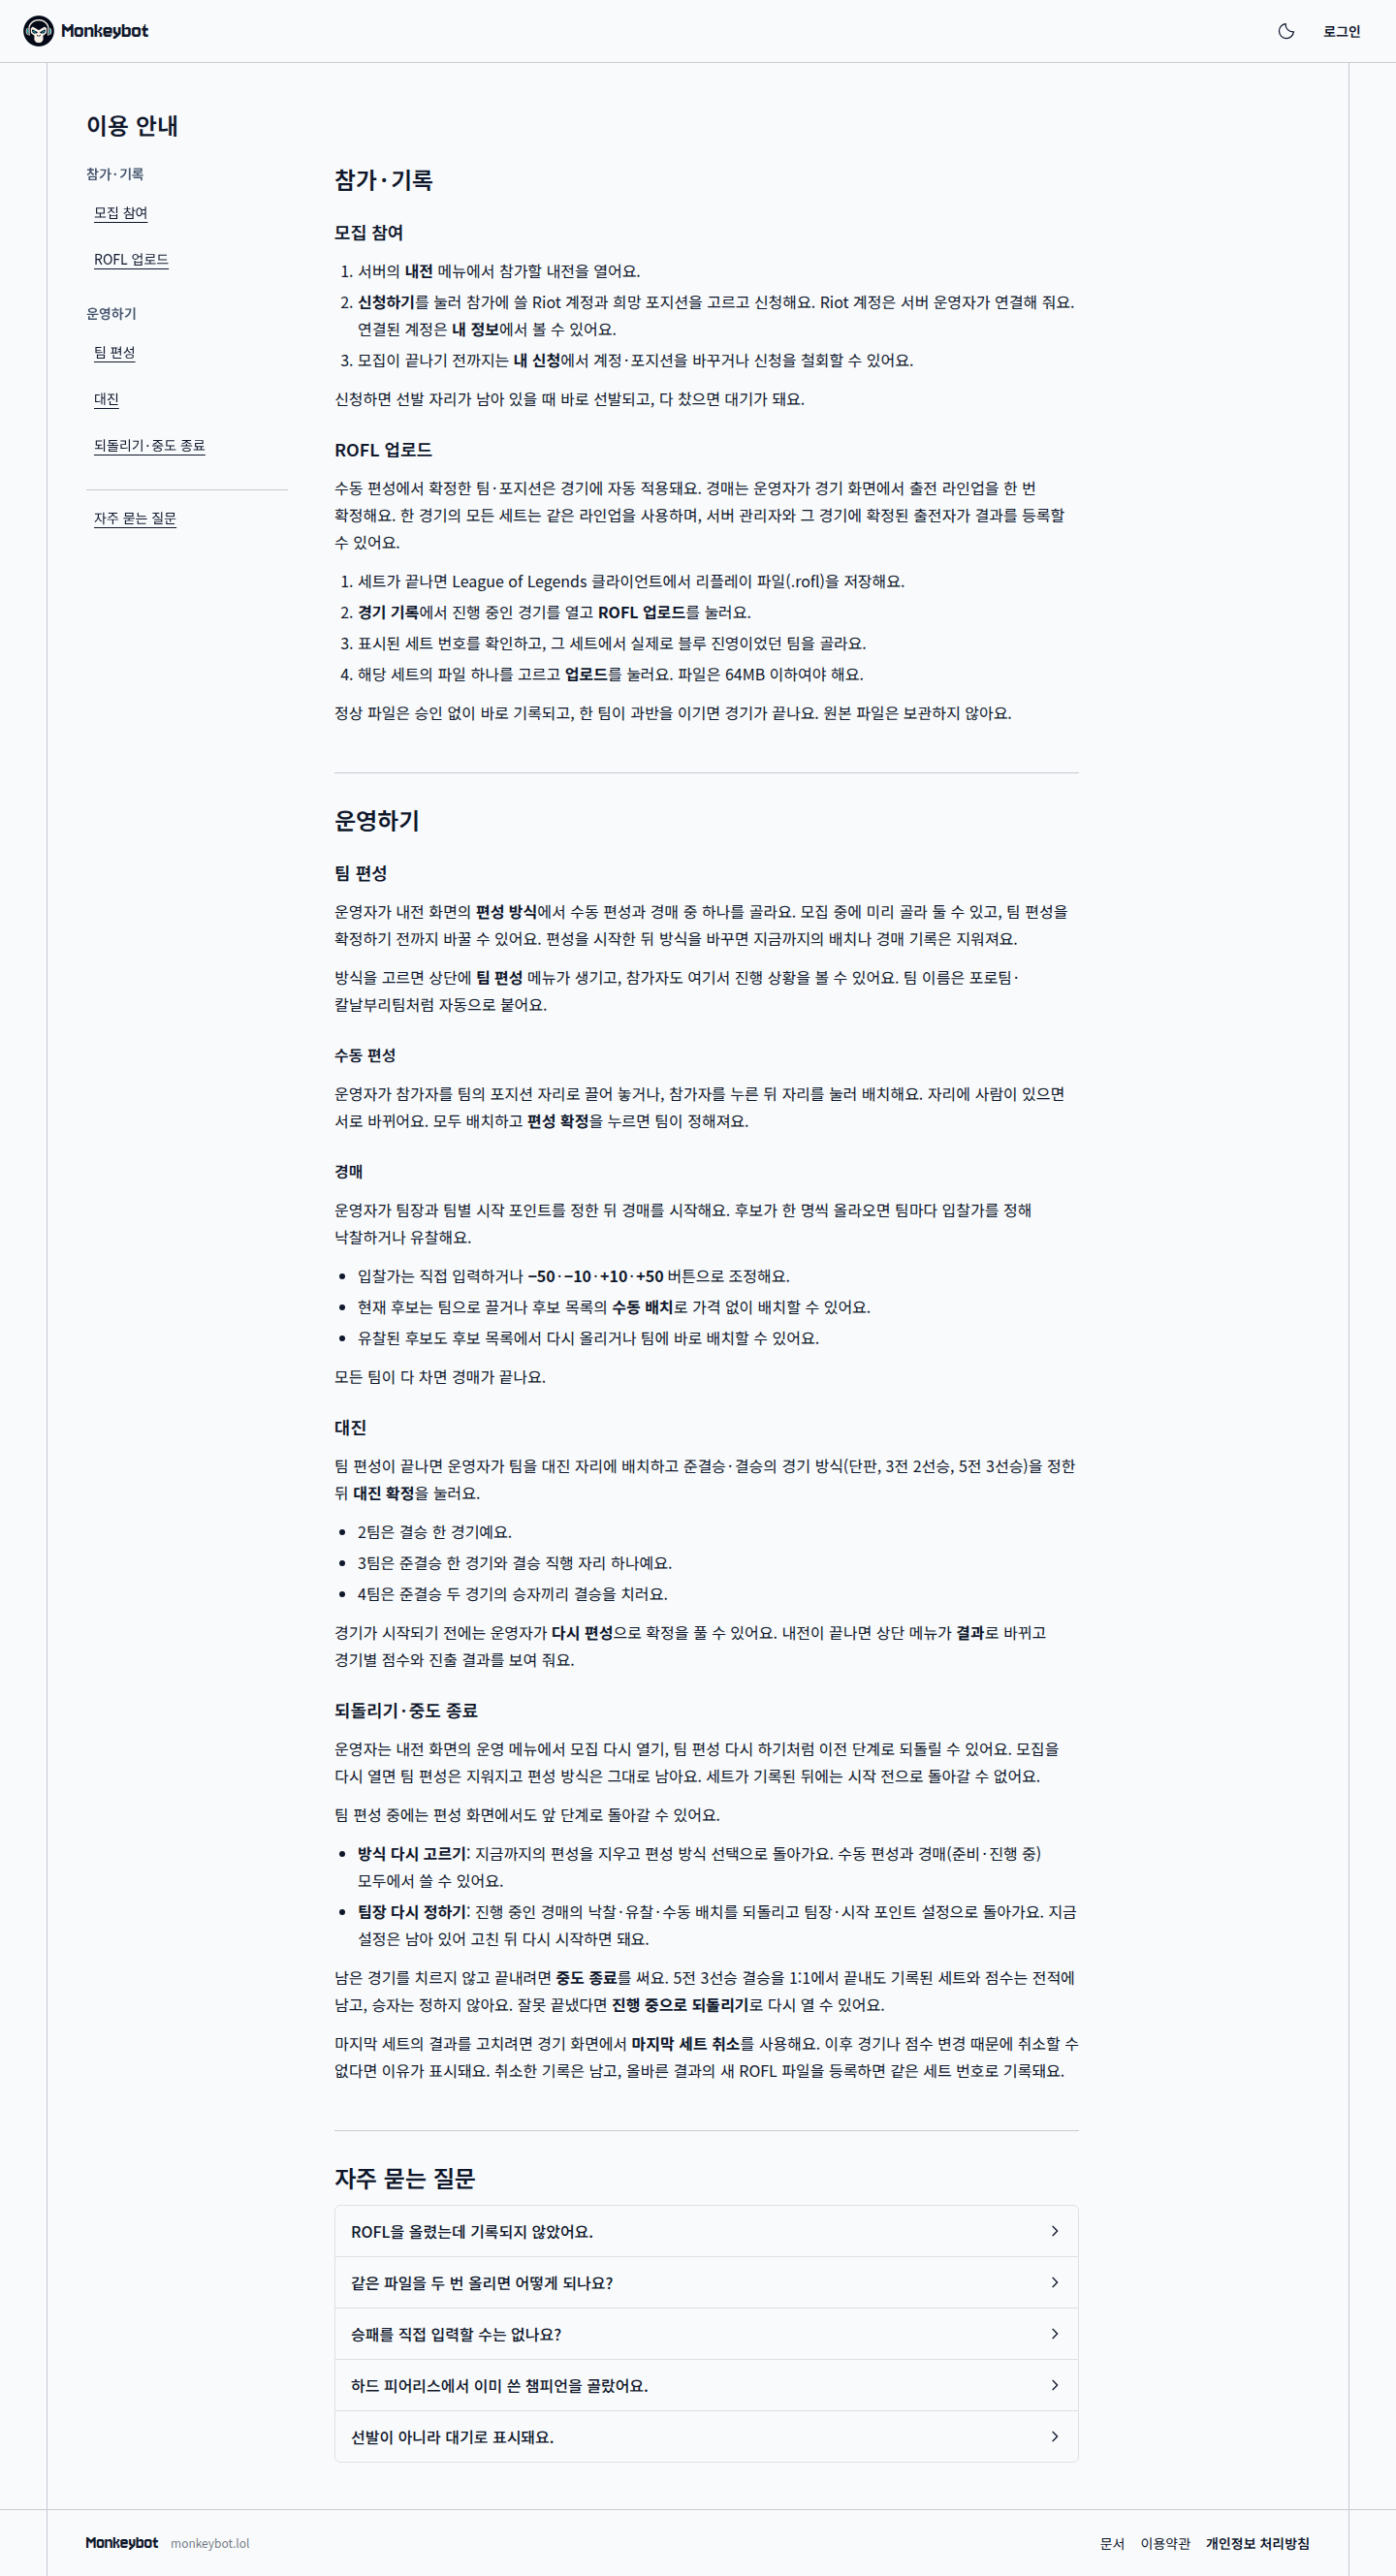 Monkeybot
로그인
이용 안내
참가·기록
모집 참여
ROFL 업로드
운영하기
팀 편성
대진
되돌리기·중도 종료
자주 묻는 질문
참가·기록
모집 참여
1. 서버의 내전 메뉴에서 참가할 내전을 열어요.
2. 신청하기를 눌러 참가에 쓸 Riot 계정과 희망 포지션을 고르고 신청해요. Riot 계정은 서버 운영자가 연결해 줘요.
연결된 계정은 내 정보에서 볼 수 있어요.
3. 모집이 끝나기 전까지는 내 신청에서 계정·포지션을 바꾸거나 신청을 철회할 수 있어요.
신청하면 선발 자리가 남아 있을 때 바로 선발되고, 다 찼으면 대기가 돼요.
ROFL 업로드
수동 편성에서 확정한 팀·포지션은 경기에 자동 적용돼요. 경매는 운영자가 경기 화면에서 출전 라인업을 한 번
확정해요. 한 경기의 모든 세트는 같은 라인업을 사용하며, 서버 관리자와 그 경기에 확정된 출전자가 결과를 등록할
수 있어요.
1. 세트가 끝나면 League of Legends 클라이언트에서 리플레이 파일(.rofl)을 저장해요.
2. 경기 기록에서 진행 중인 경기를 열고 ROFL 업로드를 눌러요.
3. 표시된 세트 번호를 확인하고, 그 세트에서 실제로 블루 진영이었던 팀을 골라요.
4. 해당 세트의 파일 하나를 고르고 업로드를 눌러요. 파일은 64MB 이하여야 해요.
정상 파일은 승인 없이 바로 기록되고, 한 팀이 과반을 이기면 경기가 끝나요. 원본 파일은 보관하지 않아요.
운영하기
팀 편성
운영자가 내전 화면의 편성 방식에서 수동 편성과 경매 중 하나를 골라요. 모집 중에 미리 골라 둘 수 있고, 팀 편성을
확정하기 전까지 바꿀 수 있어요. 편성을 시작한 뒤 방식을 바꾸면 지금까지의 배치나 경매 기록은 지워져요.
방식을 고르면 상단에 팀 편성 메뉴가 생기고, 참가자도 여기서 진행 상황을 볼 수 있어요. 팀 이름은 포로팀·
칼날부리팀처럼 자동으로 붙어요.
수동 편성
운영자가 참가자를 팀의 포지션 자리로 끌어 놓거나, 참가자를 누른 뒤 자리를 눌러 배치해요. 자리에 사람이 있으면
서로 바뀌어요. 모두 배치하고 편성 확정을 누르면 팀이 정해져요.
경매
운영자가 팀장과 팀별 시작 포인트를 정한 뒤 경매를 시작해요. 후보가 한 명씩 올라오면 팀마다 입찰가를 정해
낙찰하거나 유찰해요.
• 입찰가는 직접 입력하거나 −50·−10·+10·+50 버튼으로 조정해요.
• 현재 후보는 팀으로 끌거나 후보 목록의 수동 배치로 가격 없이 배치할 수 있어요.
• 유찰된 후보도 후보 목록에서 다시 올리거나 팀에 바로 배치할 수 있어요.
모든 팀이 다 차면 경매가 끝나요.
대진
팀 편성이 끝나면 운영자가 팀을 대진 자리에 배치하고 준결승·결승의 경기 방식(단판, 3전 2선승, 5전 3선승)을 정한
뒤 대진 확정을 눌러요.
• 2팀은 결승 한 경기예요.
• 3팀은 준결승 한 경기와 결승 직행 자리 하나예요.
• 4팀은 준결승 두 경기의 승자끼리 결승을 치러요.
경기가 시작되기 전에는 운영자가 다시 편성으로 확정을 풀 수 있어요. 내전이 끝나면 상단 메뉴가 결과로 바뀌고
경기별 점수와 진출 결과를 보여 줘요.
되돌리기·중도 종료
운영자는 내전 화면의 운영 메뉴에서 모집 다시 열기, 팀 편성 다시 하기처럼 이전 단계로 되돌릴 수 있어요. 모집을
다시 열면 팀 편성은 지워지고 편성 방식은 그대로 남아요. 세트가 기록된 뒤에는 시작 전으로 돌아갈 수 없어요.
팀 편성 중에는 편성 화면에서도 앞 단계로 돌아갈 수 있어요.
• 방식 다시 고르기: 지금까지의 편성을 지우고 편성 방식 선택으로 돌아가요. 수동 편성과 경매(준비·진행 중)
모두에서 쓸 수 있어요.
• 팀장 다시 정하기: 진행 중인 경매의 낙찰·유찰·수동 배치를 되돌리고 팀장·시작 포인트 설정으로 돌아가요. 지금
설정은 남아 있어 고친 뒤 다시 시작하면 돼요.
남은 경기를 치르지 않고 끝내려면 중도 종료를 써요. 5전 3선승 결승을 1:1에서 끝내도 기록된 세트와 점수는 전적에
남고, 승자는 정하지 않아요. 잘못 끝냈다면 진행 중으로 되돌리기로 다시 열 수 있어요.
마지막 세트의 결과를 고치려면 경기 화면에서 마지막 세트 취소를 사용해요. 이후 경기나 점수 변경 때문에 취소할 수
없다면 이유가 표시돼요. 취소한 기록은 남고, 올바른 결과의 새 ROFL 파일을 등록하면 같은 세트 번호로 기록돼요.
자주 묻는 질문
ROFL을 올렸는데 기록되지 않았어요.
같은 파일을 두 번 올리면 어떻게 되나요?
승패를 직접 입력할 수는 없나요?
하드 피어리스에서 이미 쓴 챔피언을 골랐어요.
선발이 아니라 대기로 표시돼요.
Monkeybot monkeybot.lol
문서 이용약관 개인정보 처리방침